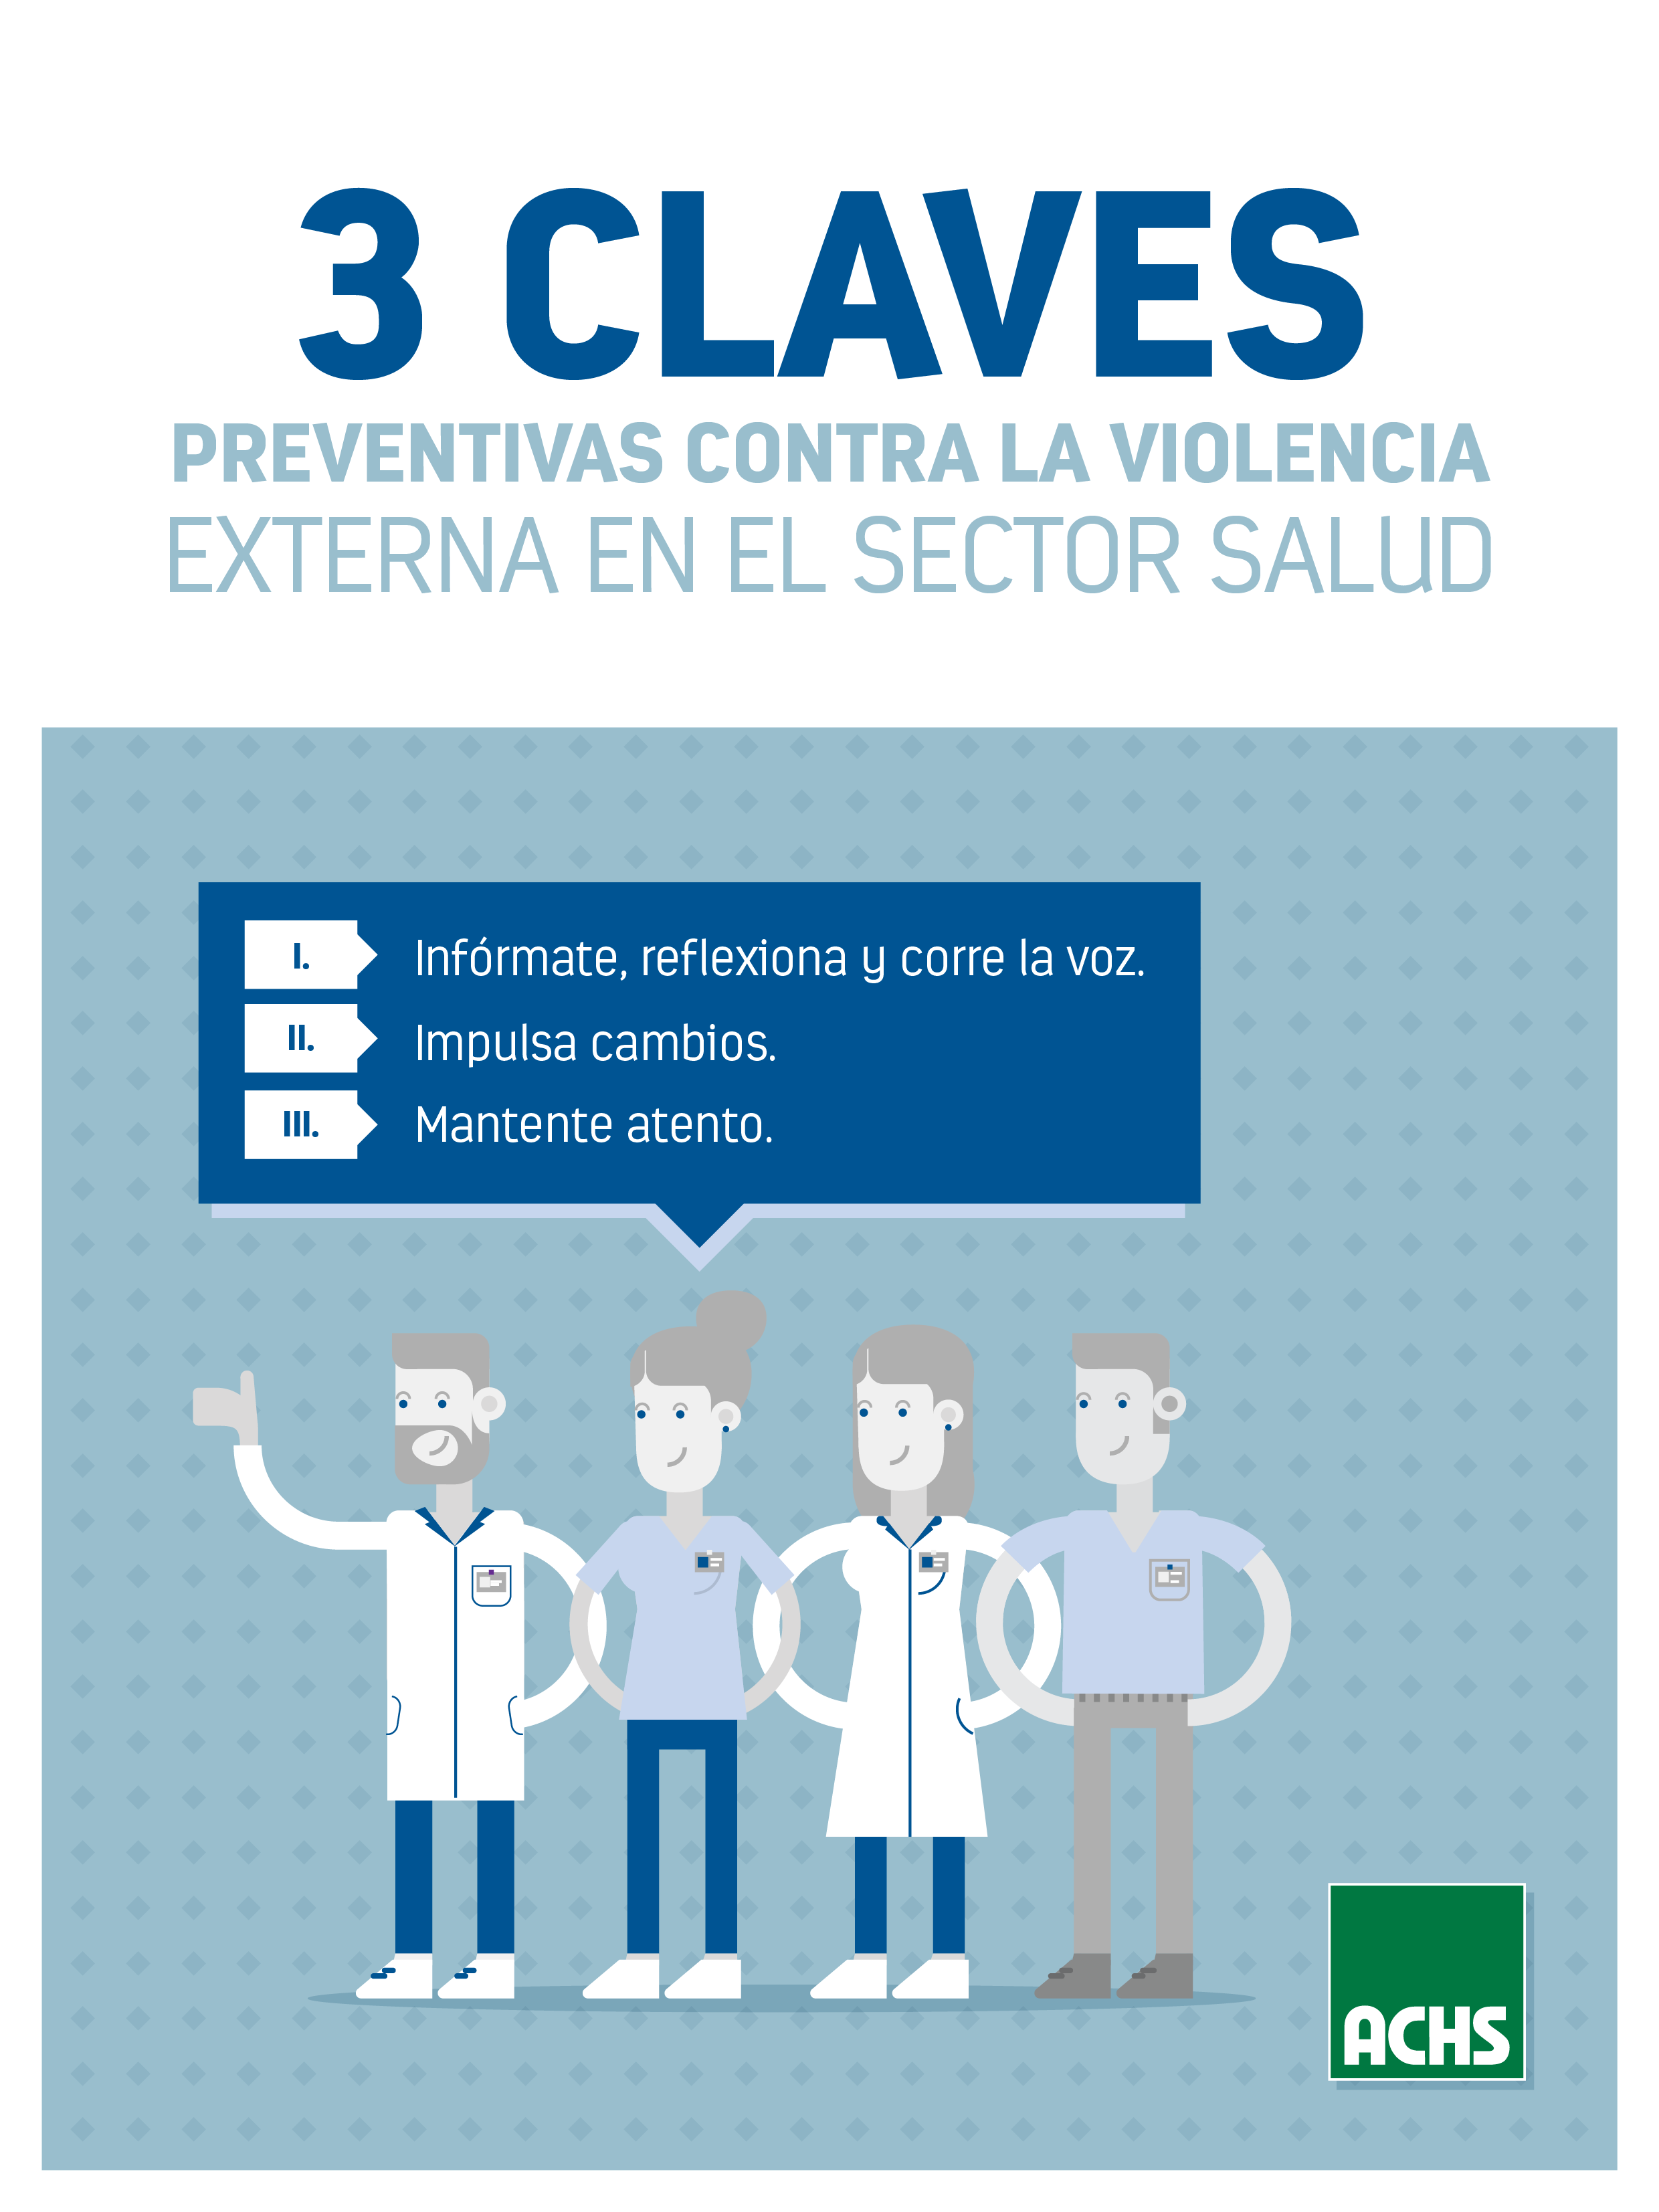 3 CLAVES
PREVENTIVAS CONTRA LA VIOLENCIA
EXTERNA EN EL SECTOR SALUD
I. Infórmate, reflexiona y corre la voz.
II. Impulsa cambios.
III. Mantente atento.
ACHS